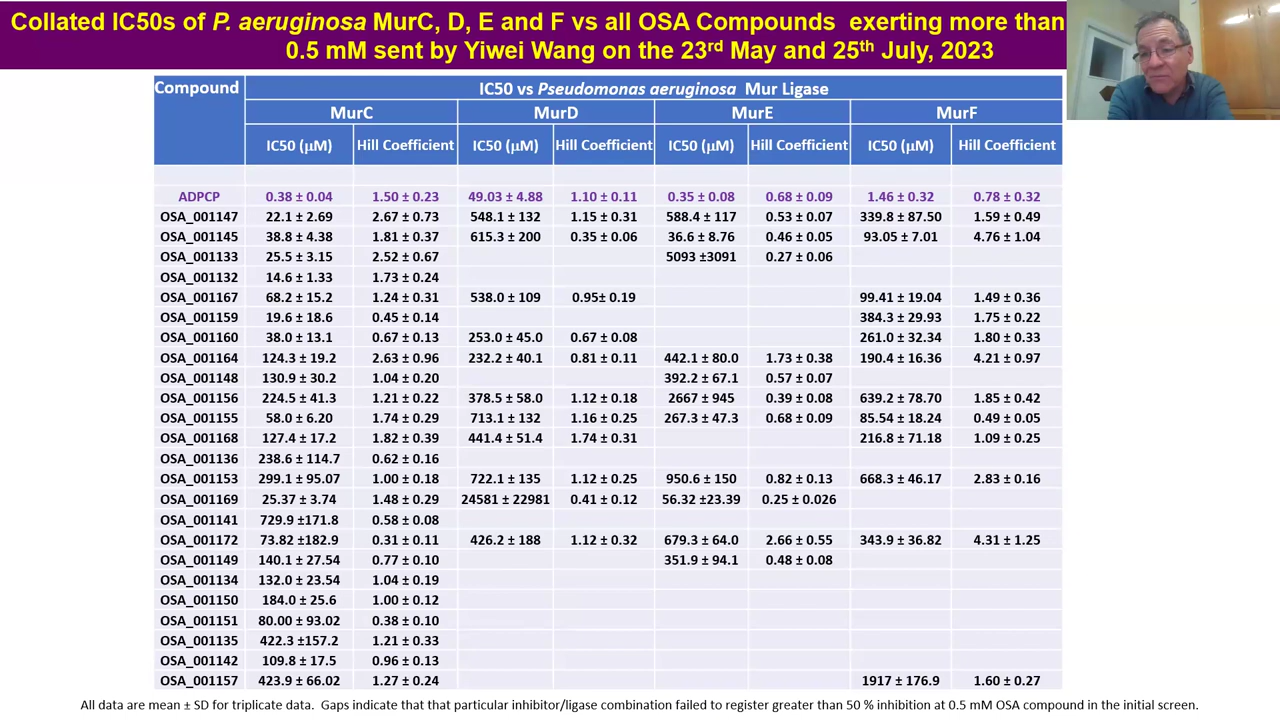 Collated IC50s of P. aeruginosa MurC, D, E and F vs all OSA Compounds exerting more than
0.5 mM sent by Yiwei Wang on the 23rd May and 25th July, 2023
Compound IC50 vs Pseudomonas aeruginosa Mur Ligase
MurC MurD MurE MurF
IC50 (μM) Hill Coefficient IC50 (μM) Hill Coefficient IC50 (μM) Hill Coefficient IC50 (μM) Hill Coefficient
ADPCP 0.38 ± 0.04 1.50 ± 0.23 49.03 ± 4.88 1.10 ± 0.11 0.35 ± 0.08 0.68 ± 0.09 1.46 ± 0.32 0.78 ± 0.32
OSA_001147 22.1 ± 2.69 2.67 ± 0.73 548.1 ± 132 1.15 ± 0.31 588.4 ± 117 0.53 ± 0.07 339.8 ± 87.50 1.59 ± 0.49
OSA_001145 38.8 ± 4.38 1.81 ± 0.37 615.3 ± 200 0.35 ± 0.06 36.6 ± 8.76 0.46 ± 0.05 93.05 ± 7.01 4.76 ± 1.04
OSA_001133 25.5 ± 3.15 2.52 ± 0.67 5093 ±3091 0.27 ± 0.06
OSA_001132 14.6 ± 1.33 1.73 ± 0.24
OSA_001167 68.2 ± 15.2 1.24 ± 0.31 538.0 ± 109 0.95± 0.19 99.41 ± 19.04 1.49 ± 0.36
OSA_001159 19.6 ± 18.6 0.45 ± 0.14 384.3 ± 29.93 1.75 ± 0.22
OSA_001160 38.0 ± 13.1 0.67 ± 0.13 253.0 ± 45.0 0.67 ± 0.08 261.0 ± 32.34 1.80 ± 0.33
OSA_001164 124.3 ± 19.2 2.63 ± 0.96 232.2 ± 40.1 0.81 ± 0.11 442.1 ± 80.0 1.73 ± 0.38 190.4 ± 16.36 4.21 ± 0.97
OSA_001148 130.9 ± 30.2 1.04 ± 0.20 392.2 ± 67.1 0.57 ± 0.07
OSA_001156 224.5 ± 41.3 1.21 ± 0.22 378.5 ± 58.0 1.12 ± 0.18 2667 ± 945 0.39 ± 0.08 639.2 ± 78.70 1.85 ± 0.42
OSA_001155 58.0 ± 6.20 1.74 ± 0.29 713.1 ± 132 1.16 ± 0.25 267.3 ± 47.3 0.68 ± 0.09 85.54 ± 18.24 0.49 ± 0.05
OSA_001168 127.4 ± 17.2 1.82 ± 0.39 441.4 ± 51.4 1.74 ± 0.31 216.8 ± 71.18 1.09 ± 0.25
OSA_001136 238.6 ± 114.7 0.62 ± 0.16
OSA_001153 299.1 ± 95.07 1.00 ± 0.18 722.1 ± 135 1.12 ± 0.25 950.6 ± 150 0.82 ± 0.13 668.3 ± 46.17 2.83 ± 0.16
OSA_001169 25.37 ± 3.74 1.48 ± 0.29 24581 ± 22981 0.41 ± 0.12 56.32 ±23.39 0.25 ± 0.026
OSA_001141 729.9 ±171.8 0.58 ± 0.08
OSA_001172 73.82 ±182.9 0.31 ± 0.11 426.2 ± 188 1.12 ± 0.32 679.3 ± 64.0 2.66 ± 0.55 343.9 ± 36.82 4.31 ± 1.25
OSA_001149 140.1 ± 27.54 0.77 ± 0.10 351.9 ± 94.1 0.48 ± 0.08
OSA_001134 132.0 ± 23.54 1.04 ± 0.19
OSA_001150 184.0 ± 25.6 1.00 ± 0.12
OSA_001151 80.00 ± 93.02 0.38 ± 0.10
OSA_001135 422.3 ±157.2 1.21 ± 0.33
OSA_001142 109.8 ± 17.5 0.96 ± 0.13
OSA_001157 423.9 ± 66.02 1.27 ± 0.24 1917 ± 176.9 1.60 ± 0.27
All data are mean ± SD for triplicate data. Gaps indicate that that particular inhibitor/ligase combination failed to register greater than 50 % inhibition at 0.5 mM OSA compound in the initial screen.